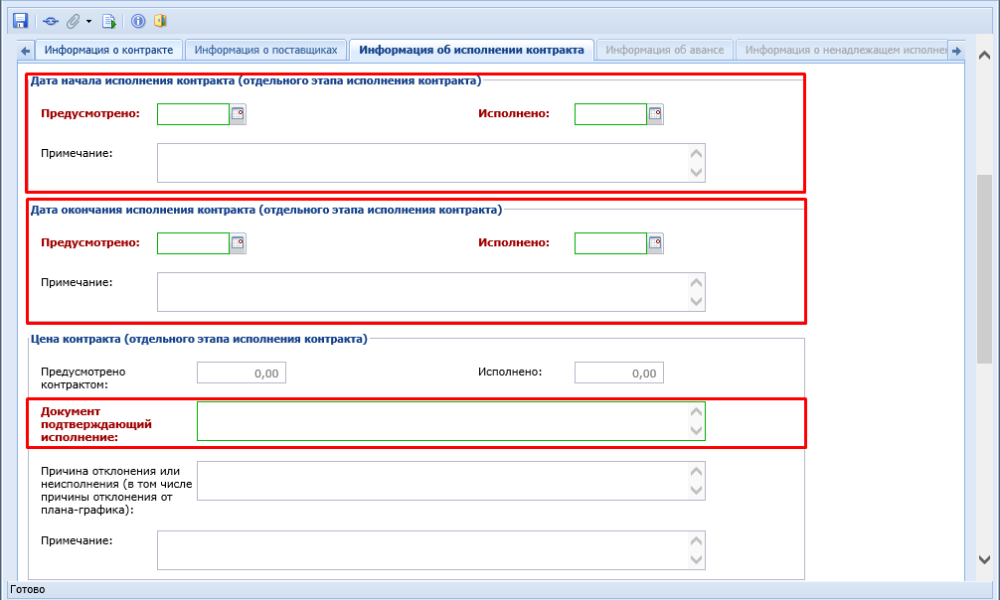 Информация о контракте Информация о поставщиках Информация об исполнении контракта Информация об авансе Информация о ненадлежащем исполнен
Дата начала исполнения контракта (отдельного этапа исполнения контракта)
Предусмотрено: Исполнено:
Примечание:
Дата окончания исполнения контракта (отдельного этапа исполнения контракта)
Предусмотрено: Исполнено:
Примечание:
Цена контракта (отдельного этапа исполнения контракта)
Предусмотрено
контрактом:
0,00
Исполнено:
0,00
Документ
подтверждающий
исполнение:
Причина отклонения или
неисполнения (в том числе
причины отклонения от
плана-графика):
Примечание:
Готово